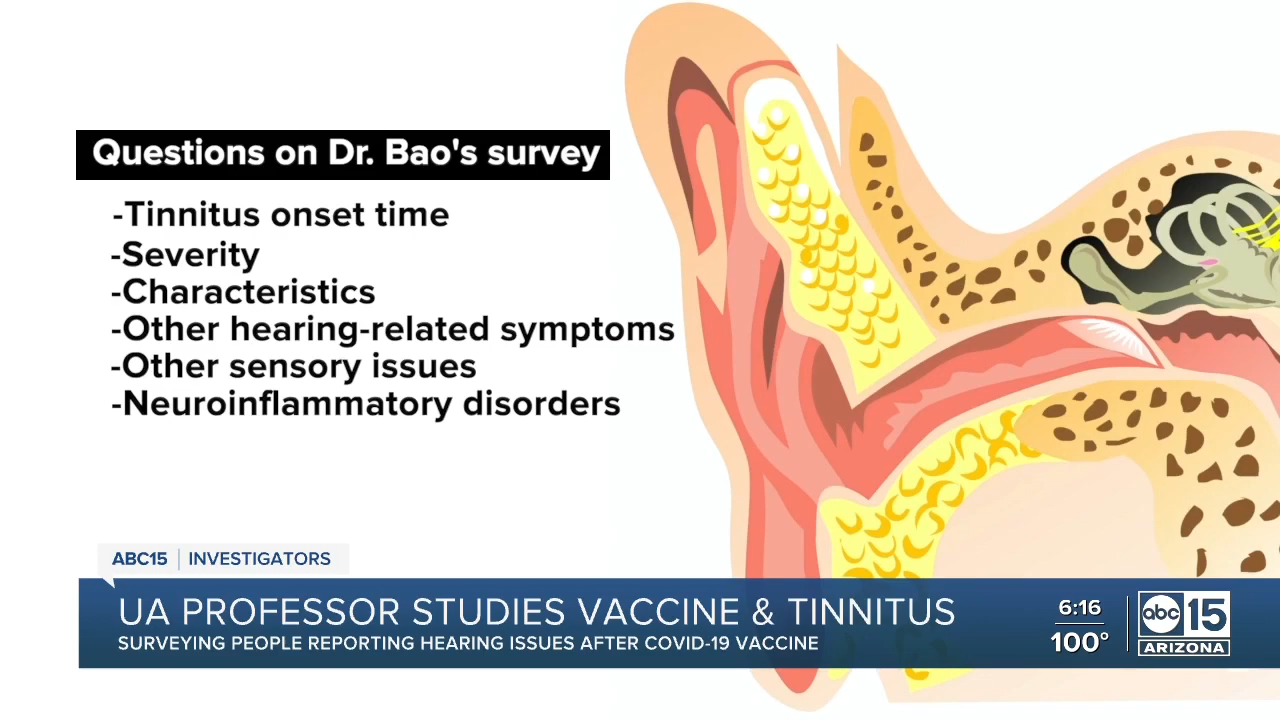 Questions on Dr. Bao's survey
-Tinnitus onset time
-Severity
-Characteristics
-Other hearing-related symptoms
-Other sensory issues
-Neuroinflammatory disorders
ABC15 | INVESTIGATORS
UA PROFESSOR STUDIES VACCINE & TINNITUS
SURVEYING PEOPLE REPORTING HEARING ISSUES AFTER COVID-19 VACCINE
6:16
100°
abc 15
ARIZONA